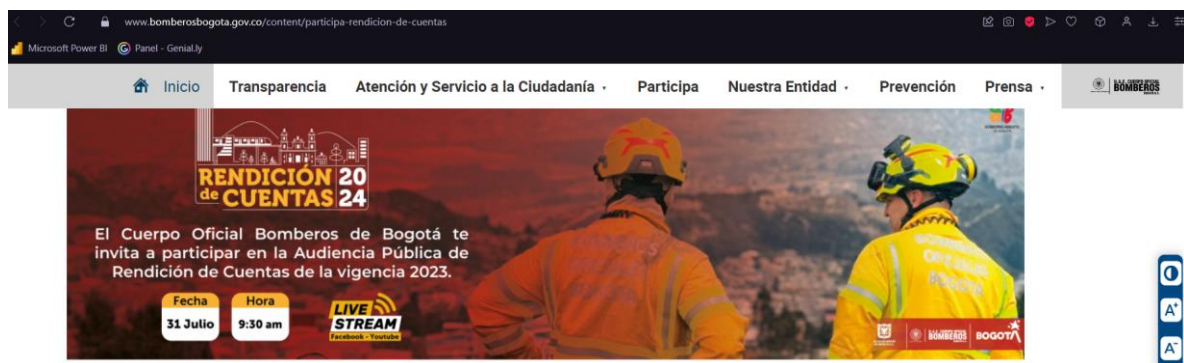 www.bomberosbogota.gov.co/content/participa-rendicion-de-cuentas
Microsoft Power BI Panel - Genial.ly
Inicio Transparencia Atención y Servicio a la Ciudadanía Participa Nuestra Entidad Prevención Prensa BOMBEROS
RENDICIÓN 20
de CUENTAS 24
El Cuerpo Oficial Bomberos de Bogotá te
invita a participar en la Audiencia Pública de
Rendición de Cuentas de la vigencia 2023.
Fecha Hora
31 Julio 9:30 am
LIVE
STREAM
Facebook - Youtube
BOMBEROS
BOGOTÁ
BOMBEROS BOGOTÁ
A+
A-